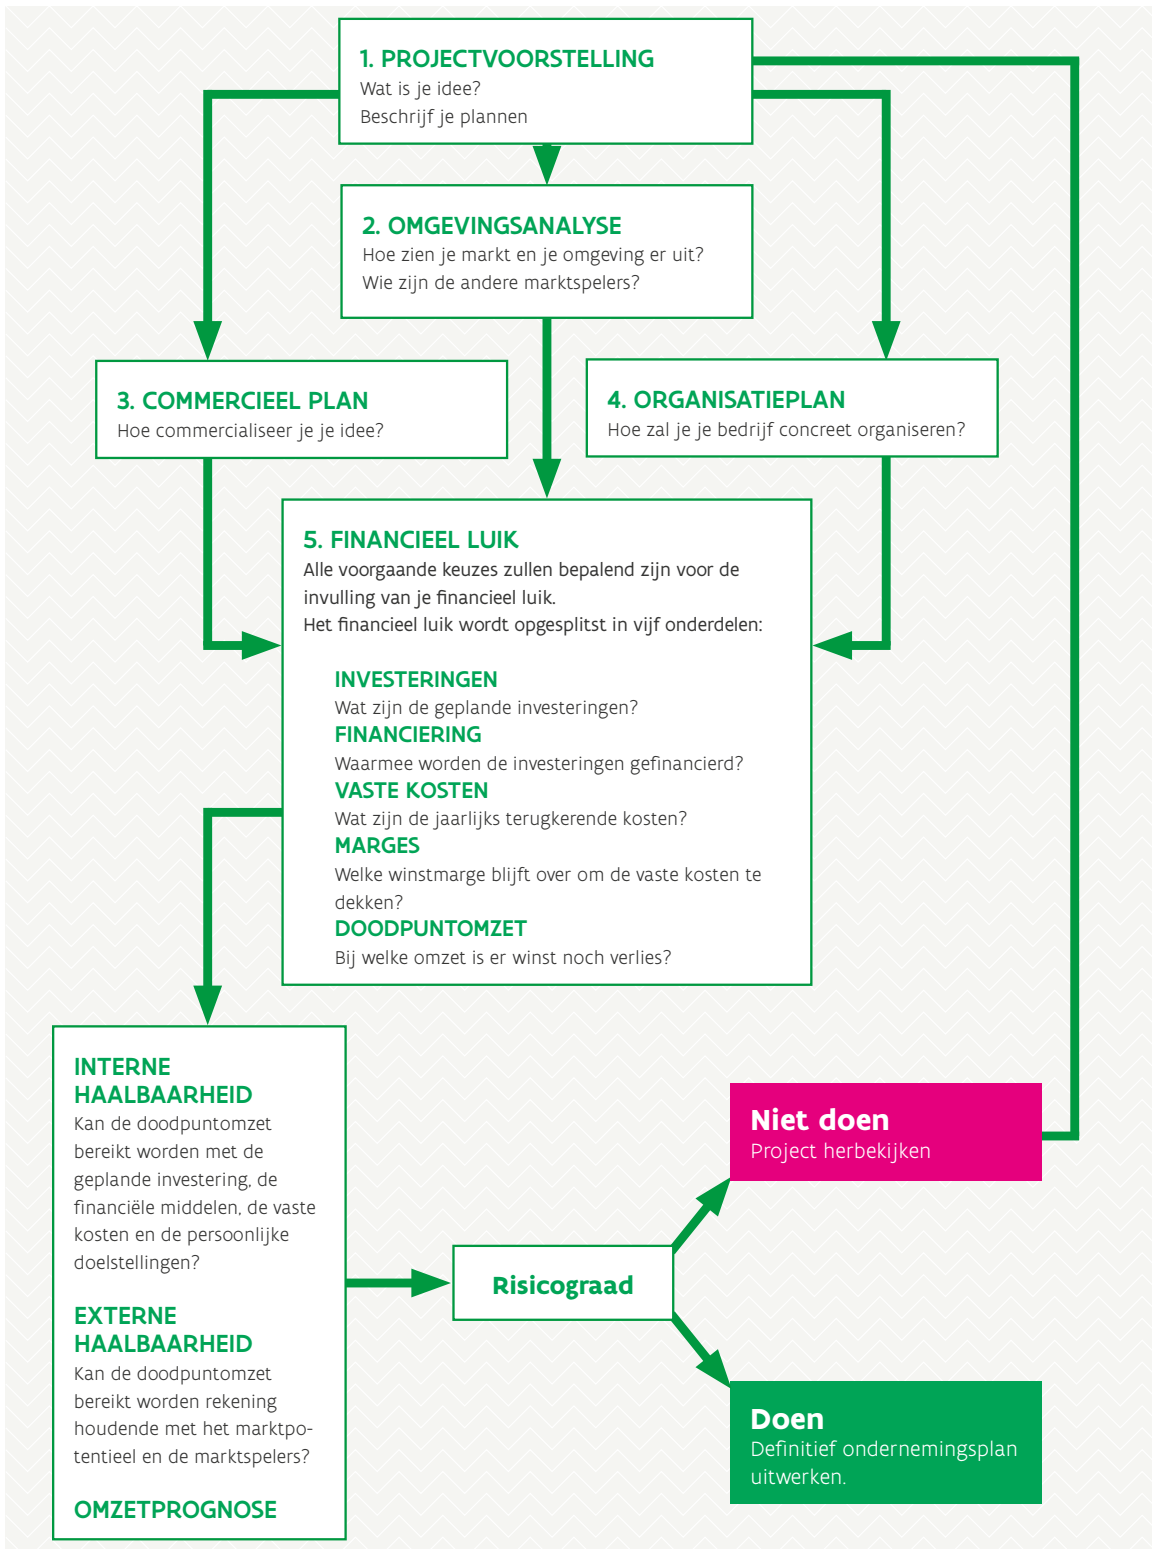 1. PROJECTVOORSTELLING
Wat is je idee?
Beschrijf je plannen
2. OMGEVINGSANALYSE
Hoe zien je markt en je omgeving er uit?
Wie zijn de andere marktspelers?
3. COMMERCIEEL PLAN
Hoe commercialiseer je je idee?
4. ORGANISATIEPLAN
Hoe zal je je bedrijf concreet organiseren?
5. FINANCIEEL LUIK
Alle voorgaande keuzes zullen bepalend zijn voor de
invulling van je financieel luik.
Het financieel luik wordt opgesplitst in vijf onderdelen:
INVESTERINGEN
Wat zijn de geplande investeringen?
FINANCIERING
Waarmee worden de investeringen gefinancierd?
VASTE KOSTEN
Wat zijn de jaarlijks terugkerende kosten?
MARGES
Welke winstmarge blijft over om de vaste kosten te
dekken?
DOODPUNTOMZET
Bij welke omzet is er winst noch verlies?
INTERNE
HAALBAARHEID
Kan de doodpuntomzet
bereikt worden met de
geplande investering, de
financiële middelen, de vaste
kosten en de persoonlijke
doelstellingen?
EXTERNE
HAALBAARHEID
Kan de doodpuntomzet
bereikt worden rekening
houdende met het marktpo-
tentieel en de marktspelers?
OMZETPROGNOSE
Risicograad
Niet doen
Project herbekijken
Doen
Definitief ondernemingsplan
uitwerken.